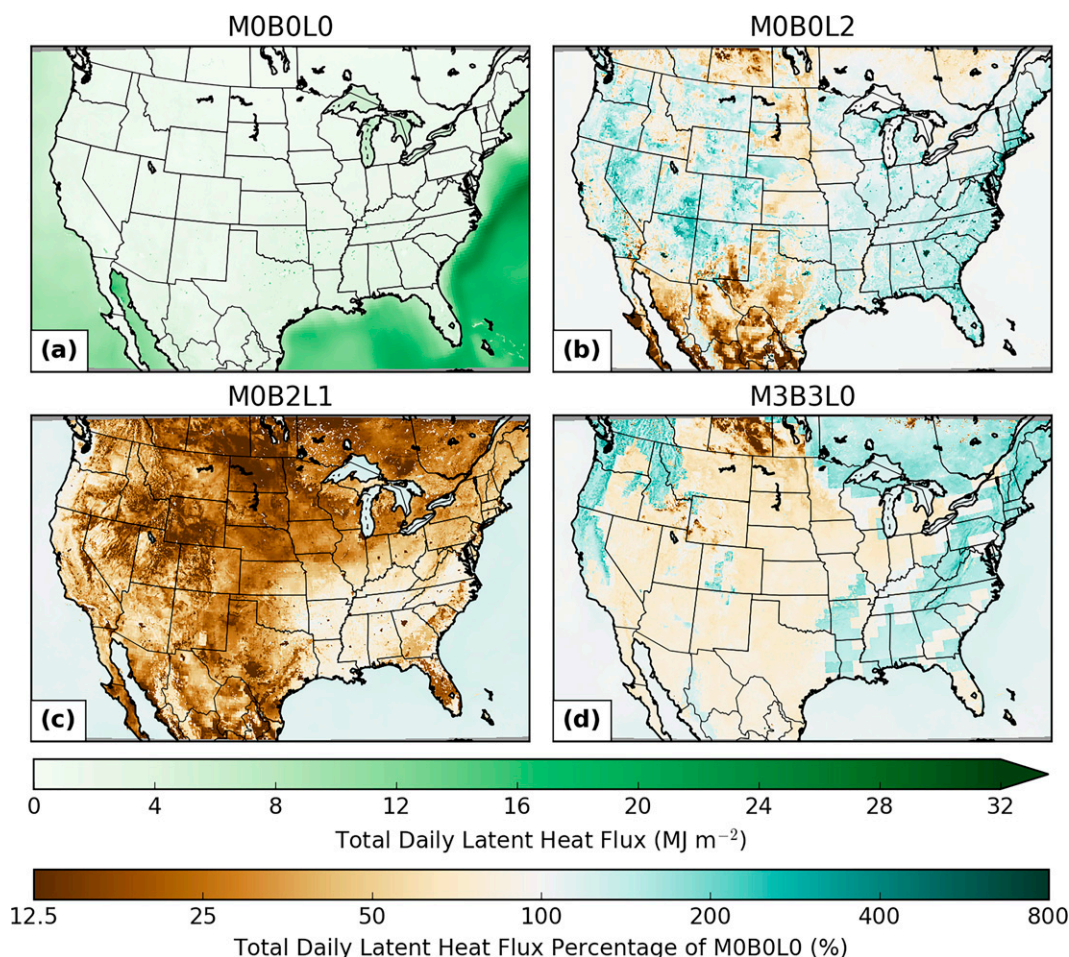 M0B0L0
M0B0L2
(a)
(b)
M0B2L1
M3B3L0
(c)
(d)
0 4 8 12 16 20 24 28 32
Total Daily Latent Heat Flux (MJ m⁻²)
12.5 25 50 100 200 400 800
Total Daily Latent Heat Flux Percentage of M0B0L0 (%)